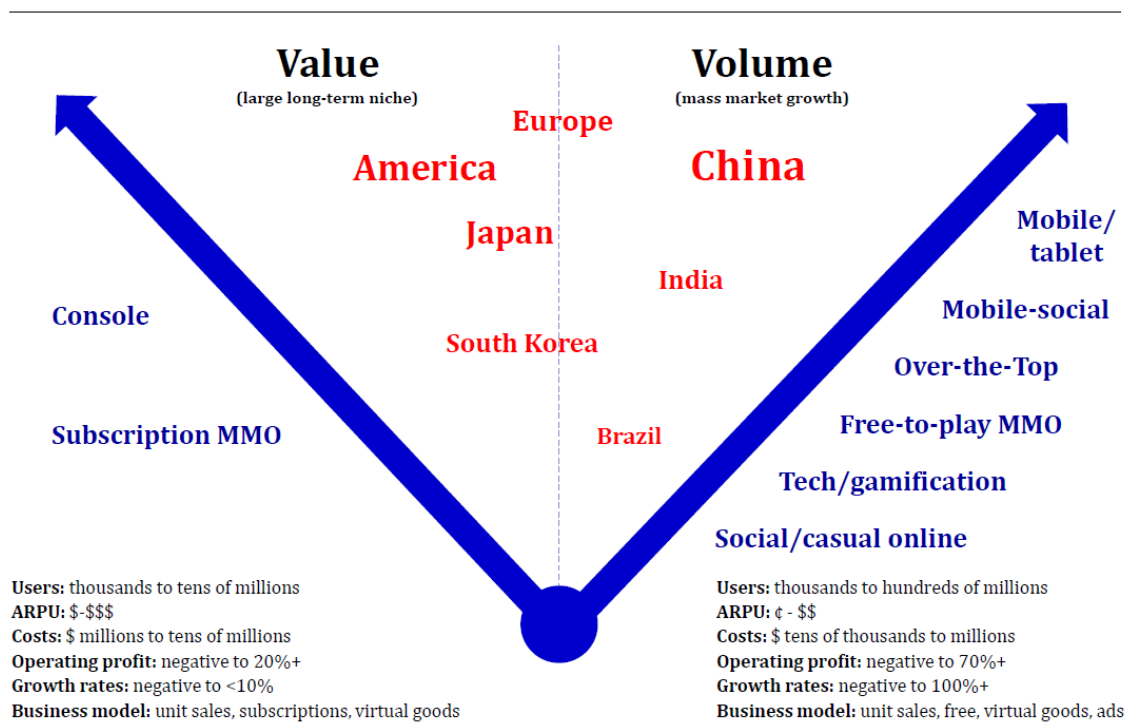 Value
(large long-term niche)
Volume
(mass market growth)
Europe
America
China
Japan
India
South Korea
Brazil
Console
Subscription MMO
Mobile/
tablet
Mobile-social
Over-the-Top
Free-to-play MMO
Tech/gamification
Social/casual online
Users: thousands to tens of millions
ARPU: $-$$$
Costs: $ millions to tens of millions
Operating profit: negative to 20%+
Growth rates: negative to <10%
Business model: unit sales, subscriptions, virtual goods
Users: thousands to hundreds of millions
ARPU: ¢ - $$
Costs: $ tens of thousands to millions
Operating profit: negative to 70%+
Growth rates: negative to 100%+
Business model: unit sales, free, virtual goods, ads